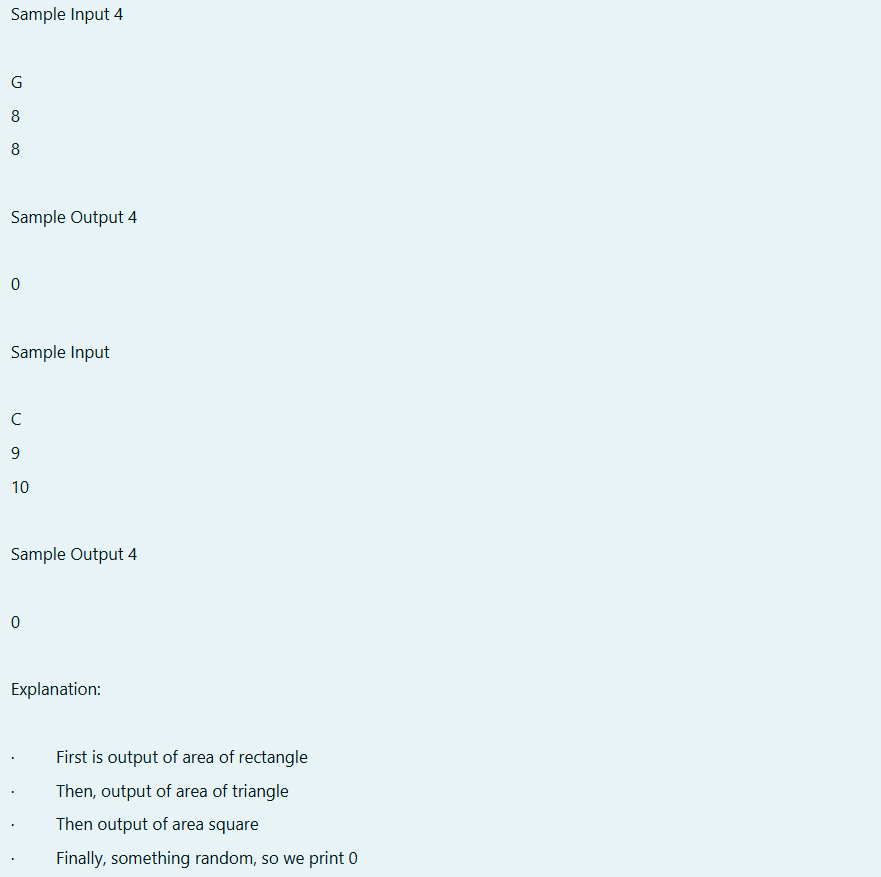 Sample Input 4
G
8
8
Sample Output 4
0
Sample Input
C
9
10
Sample Output 4
0
Explanation:
· First is output of area of rectangle
· Then, output of area of triangle
· Then output of area square
· Finally, something random, so we print 0